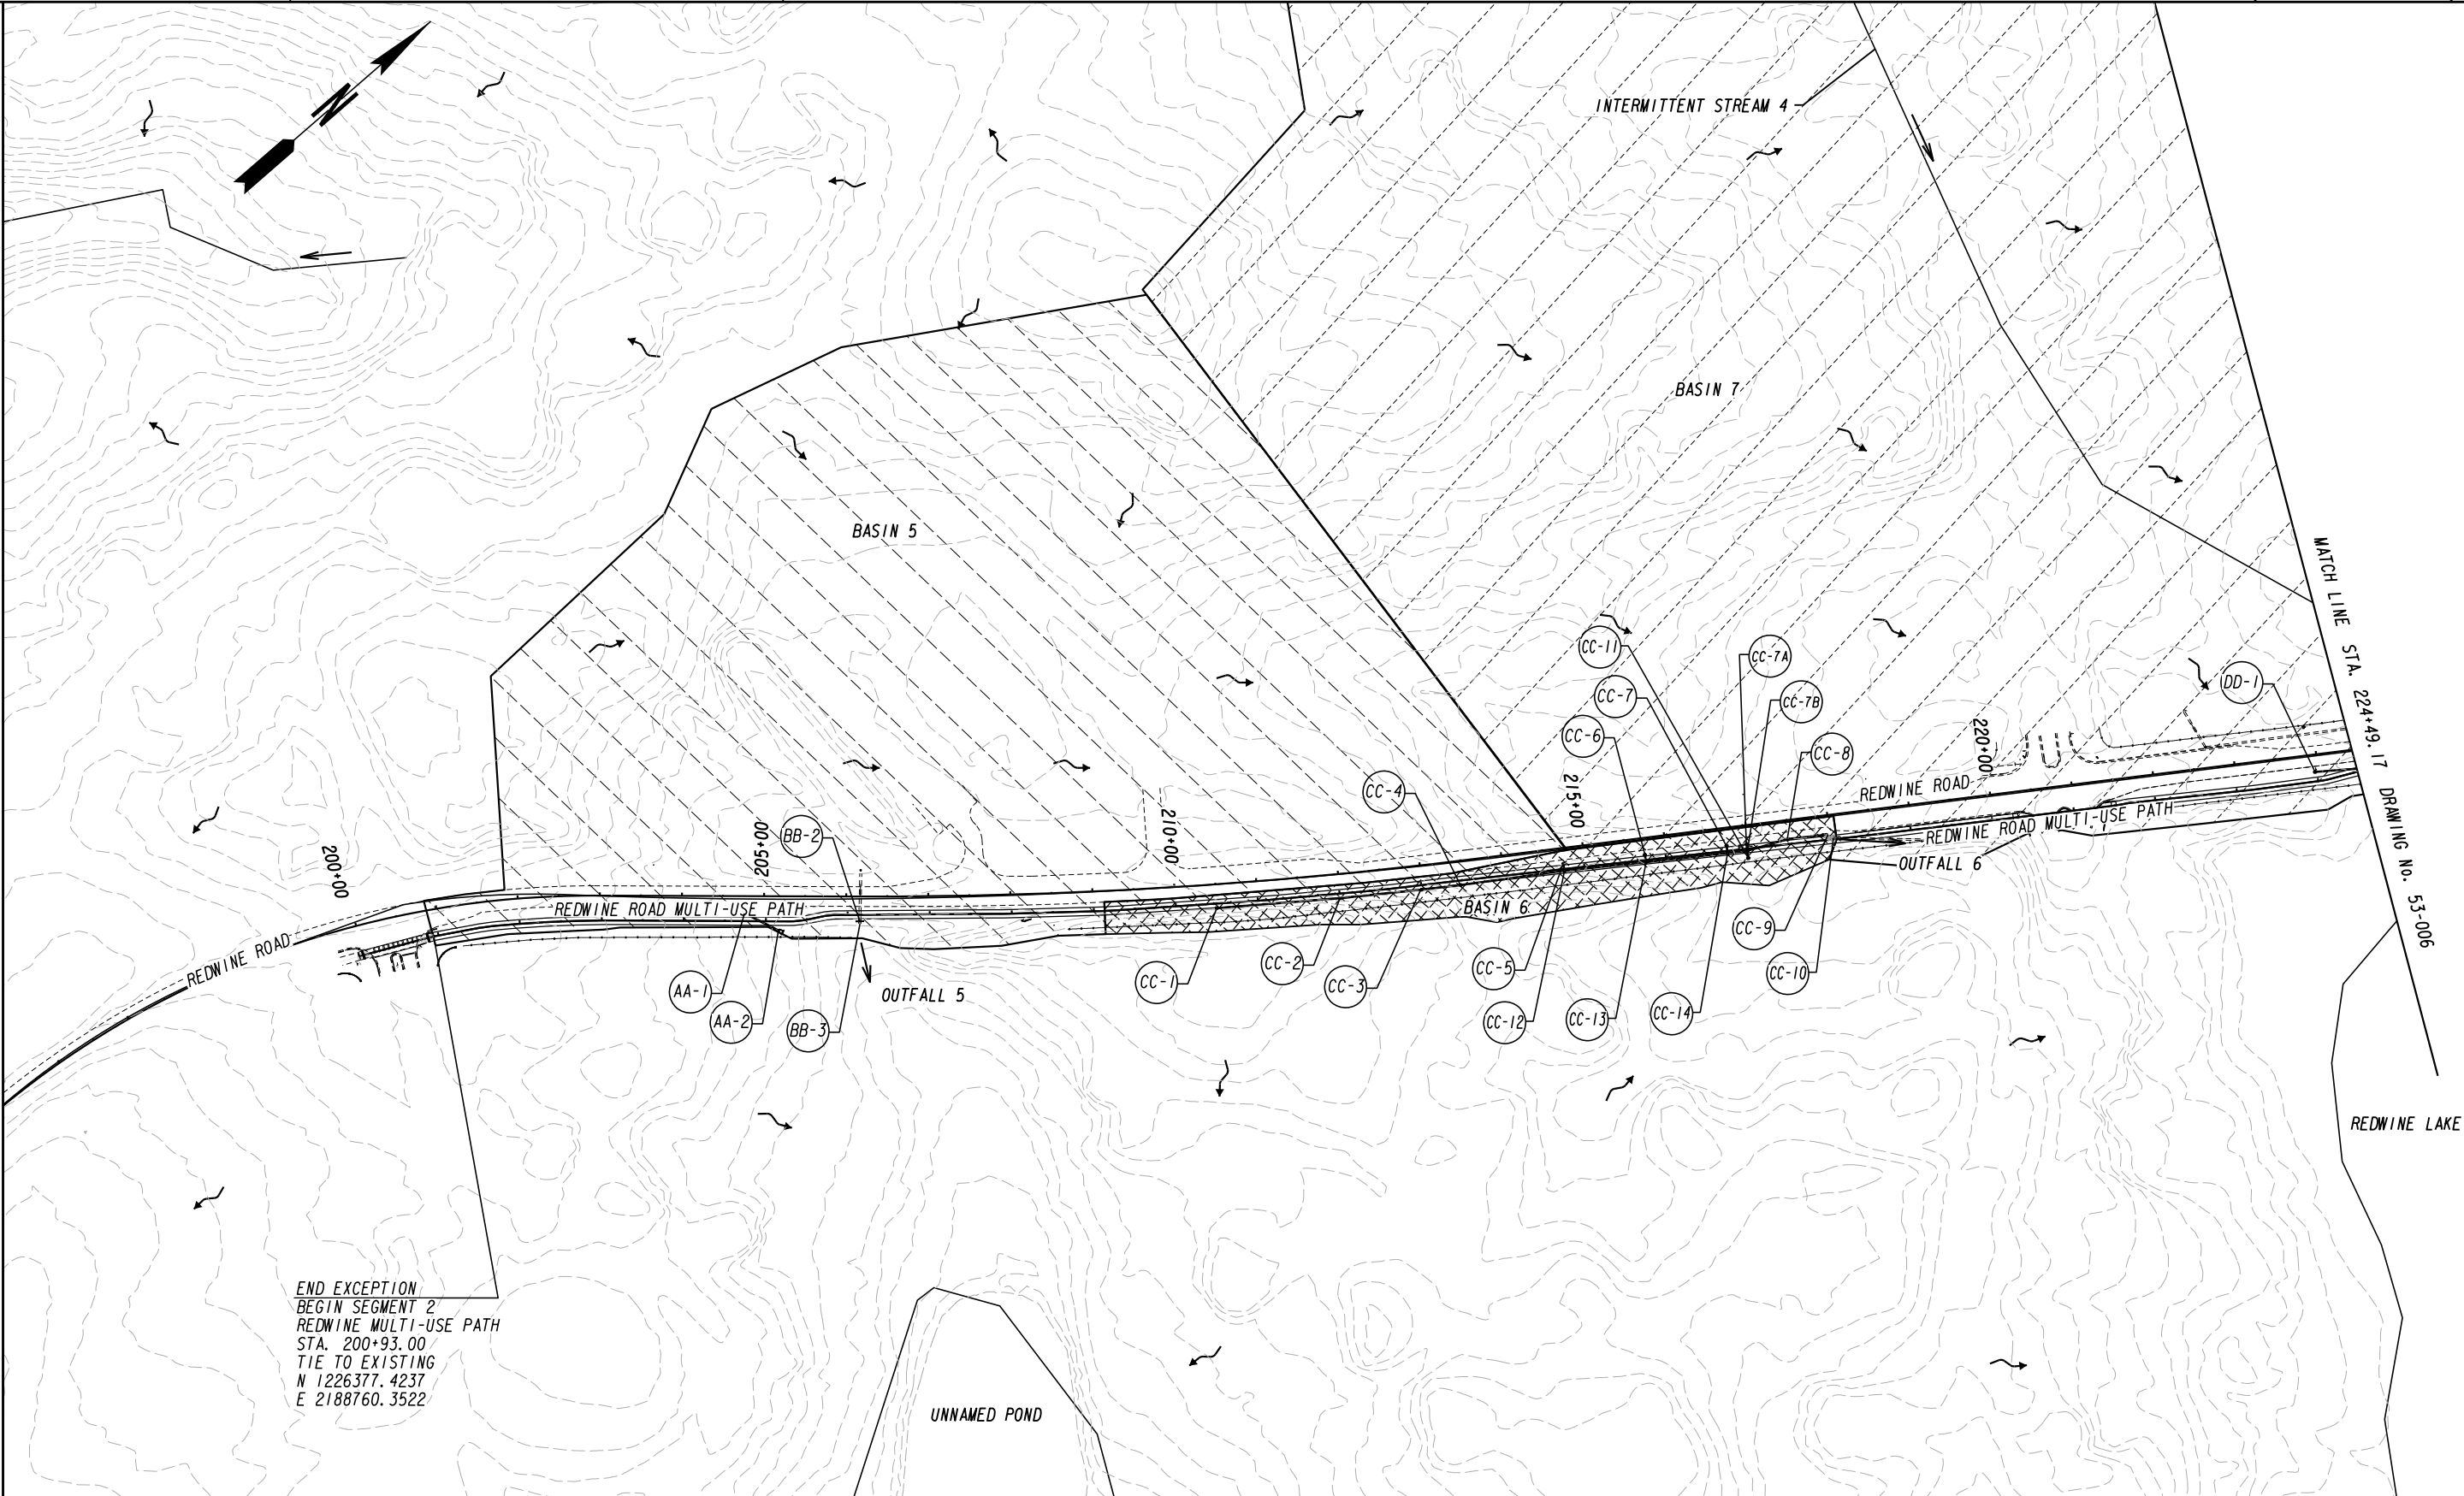 N
INTERMITTENT STREAM 4
BASIN 7
BASIN 5
MATCH LINE STA. 224+49.17 DRAWING No. 53-006
CC-11
CC-7A
CC-7
CC-7B
CC-6
CC-8
DD-1
CC-4
220+00
215+00
210+00
205+00
200+00
BB-2
REDWINE ROAD
REDWINE ROAD MULTI-USE PATH
OUTFALL 6
REDWINE ROAD MULTI-USE PATH
BASIN 6
REDWINE ROAD
CC-9
CC-10
CC-5
CC-2
CC-3
CC-1
AA-1
OUTFALL 5
AA-2
BB-3
CC-12
CC-13
CC-14
REDWINE LAKE
END EXCEPTION
BEGIN SEGMENT 2
REDWINE MULTI-USE PATH
STA. 200+93.00
TIE TO EXISTING
N 1226377.4237
E 2188760.3522
UNNAMED POND